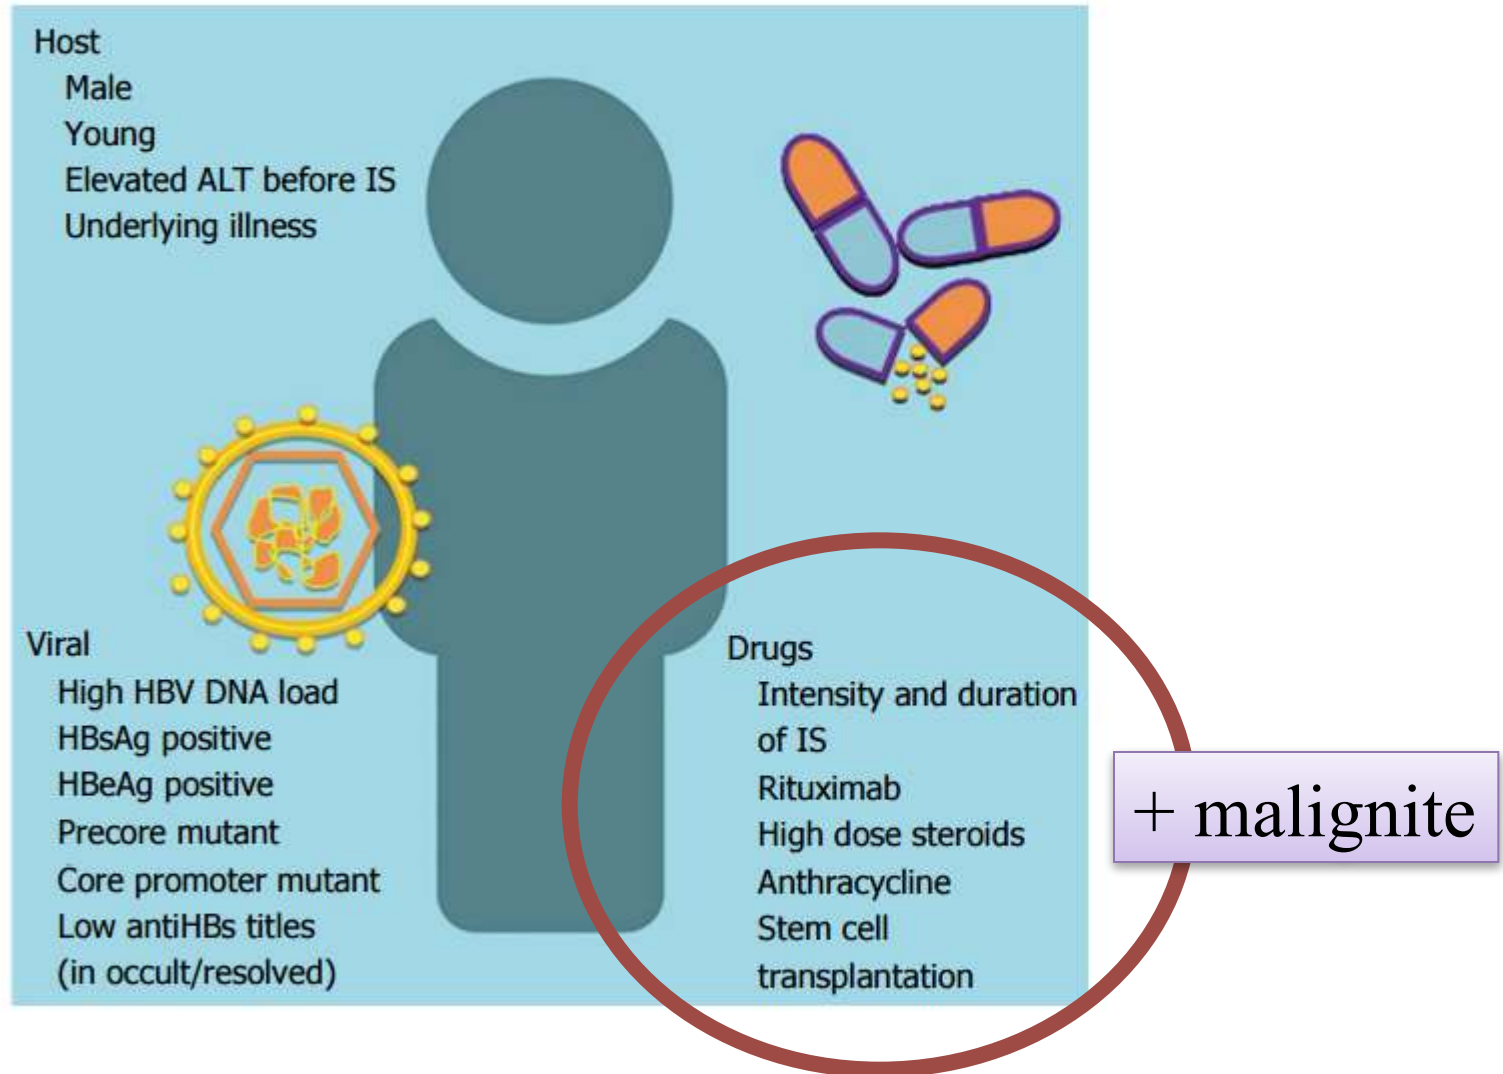 Host
Male
Young
Elevated ALT before IS
Underlying illness
Viral
High HBV DNA load
HBsAg positive
HBeAg positive
Precore mutant
Core promoter mutant
Low antiHBs titles
(in occult/resolved)
Drugs
Intensity and duration
of IS
Rituximab
High dose steroids
Anthracycline
Stem cell
transplantation
+ malignite